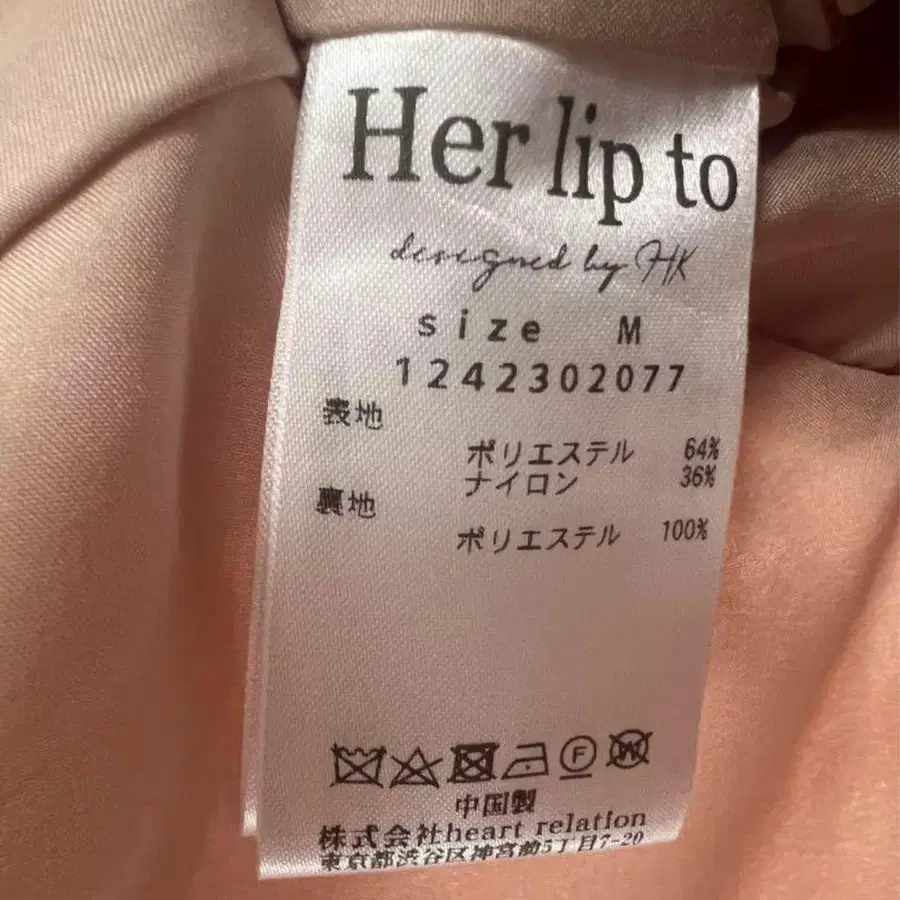 Her lip to
designed by HK
size M
1242302077
表地
ポリエステル 64%
ナイロン 36%
裏地
ポリエステル 100%
F
W
中国製
株式会社heart relation
東京都渋谷区神宮前5丁目7-20